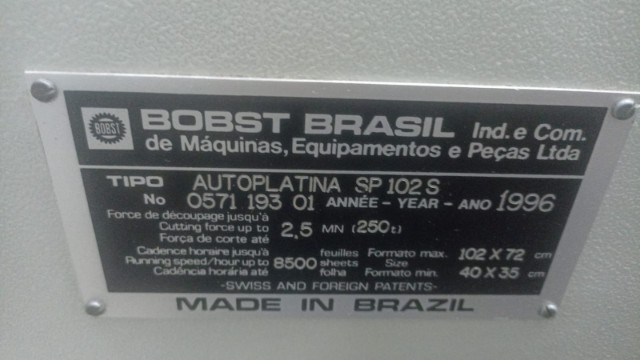 BOBST
BOBST BRASIL Ind. e Com.
de Máquinas, Equipamentos e Peças Ltda
TIPO AUTOPLATINA SP 102 S
No 0571 193 01 ANNÉE - YEAR - ANO 1996
Force de découpage jusqu'à
Cutting force up to 2,5 MN (250 t)
Força de corte até
Cadence horaire jusqu'à feuilles Formato max. 102 X 72 cm
Running speed/hour up to 8500 sheets Size
Cadência horária até folha Formato min. 40 X 35 cm
-SWISS AND FOREIGN PATENTS-
MADE IN BRAZIL